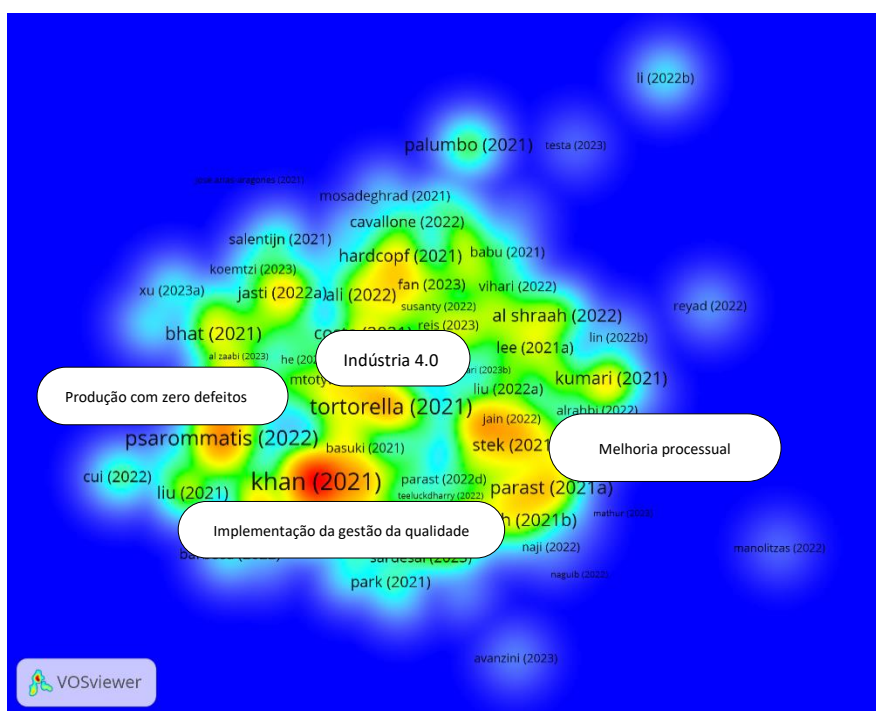 li (2022b)
palumbo (2021)
testa (2023)
mosadeghrad (2021)
cavallone (2022)
salentijn (2021)
hardcopf (2021)
babu (2021)
koemtzi (2023)
xu (2023a)
jasti (2022a)
ali (2022)
fan (2023)
vihari (2022)
susanty (2022)
reyad (2022)
bhat (2021)
reis (2023)
al shraah (2022)
lin (2022b)
lee (2021a)
al zaabi (2023)
Indústria 4.0
kumari (2021)
liu (2022a)
Produção com zero defeitos
tortorella (2021)
alrabbi (2022)
jain (2022)
psarommatis (2022)
basuki (2021)
stek (2021
Melhoria processual
cui (2022)
liu (2021)
khan (2021)
parast (2022d)
parast (2021a)
teeluckdharry (2022)
Implementação da gestão da qualidade
h (2021b)
mathur (2023)
naji (2022)
manolitzas (2022)
park (2021)
naguib (2022)
avanzini (2023)
VOSviewer